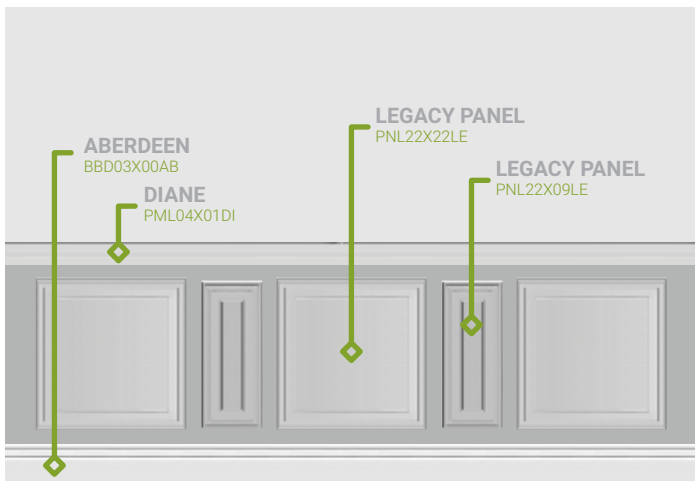 LEGACY PANEL
PNL22X22LE
ABERDEEN
BBD03X00AB
LEGACY PANEL
PNL22X09LE
DIANE
PML04X01DI